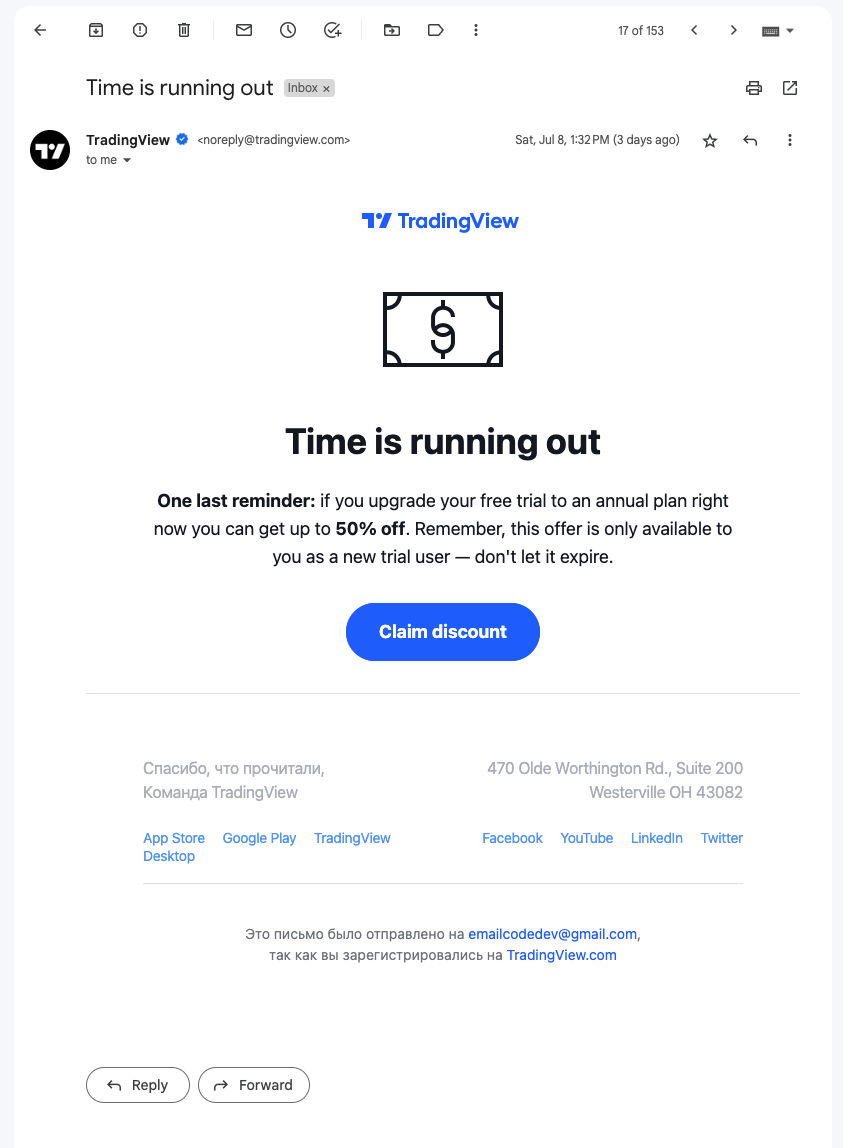 17 of 153
Time is running out
Inbox ×
TradingView <noreply@tradingview.com>
Sat, Jul 8, 1:32 PM (3 days ago)
to me
TradingView
Time is running out
One last reminder: if you upgrade your free trial to an annual plan right
now you can get up to 50% off. Remember, this offer is only available to
you as a new trial user — don't let it expire.
Claim discount
Спасибо, что прочитали,
Команда TradingView
470 Olde Worthington Rd., Suite 200
Westerville OH 43082
App Store Google Play TradingView
Desktop
Facebook YouTube LinkedIn Twitter
Это письмо было отправлено на emailcodedev@gmail.com,
так как вы зарегистрировались на TradingView.com
Reply
Forward